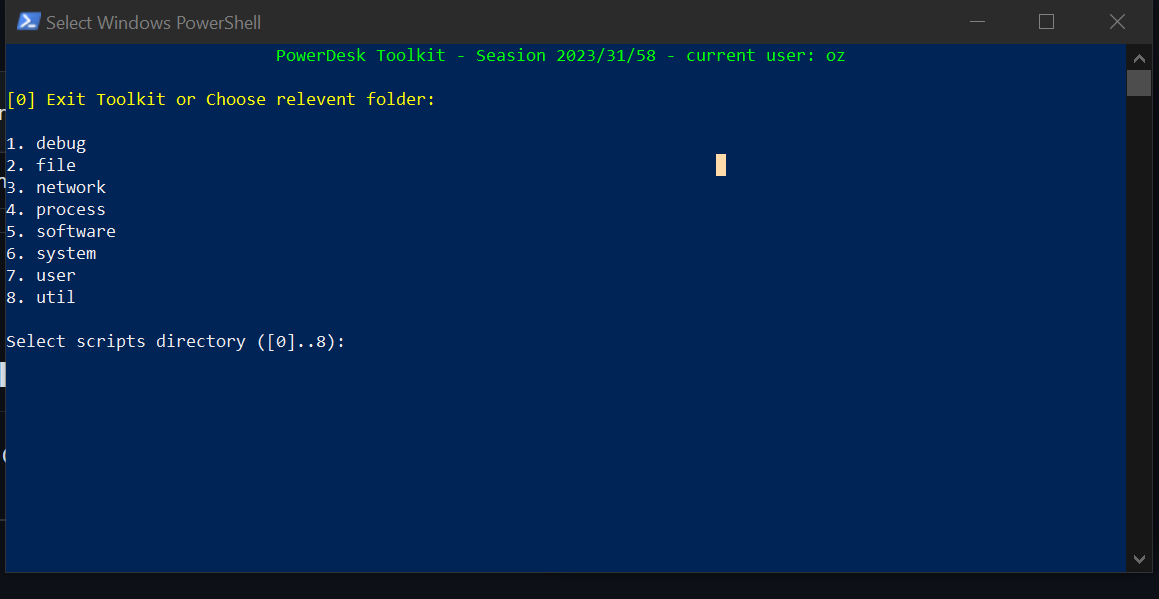 Select Windows PowerShell
PowerDesk Toolkit - Seasion 2023/31/58 - current user: oz
[0] Exit Toolkit or Choose relevent folder:
1. debug
2. file
3. network
4. process
5. software
6. system
7. user
8. util
Select scripts directory ([0]..8):